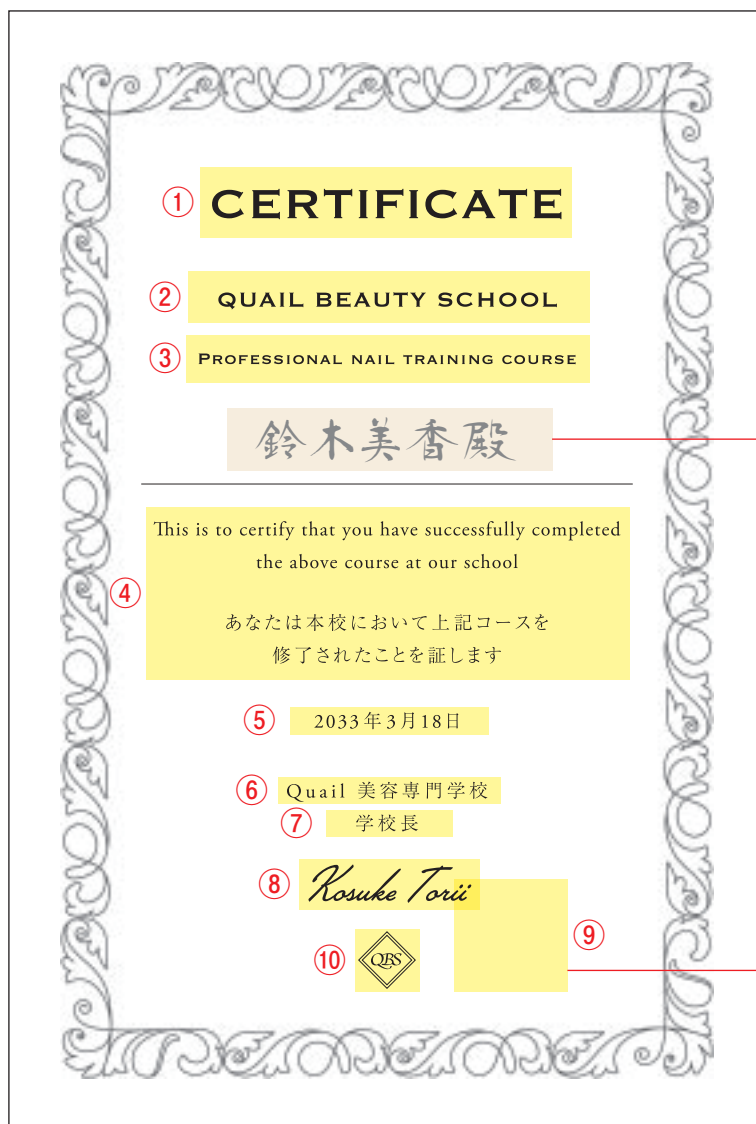 ① CERTIFICATE
② QUAIL BEAUTY SCHOOL
③ PROFESSIONAL NAIL TRAINING COURSE
鈴木美香殿
④ This is to certify that you have successfully completed
the above course at our school
あなたは本校において上記コースを
修了されたことを証します
⑤ 2033年3月18日
⑥ Quail 美容専門学校
⑦ 学校長
⑧ Kosuke Torii
⑨
⑩ QBS